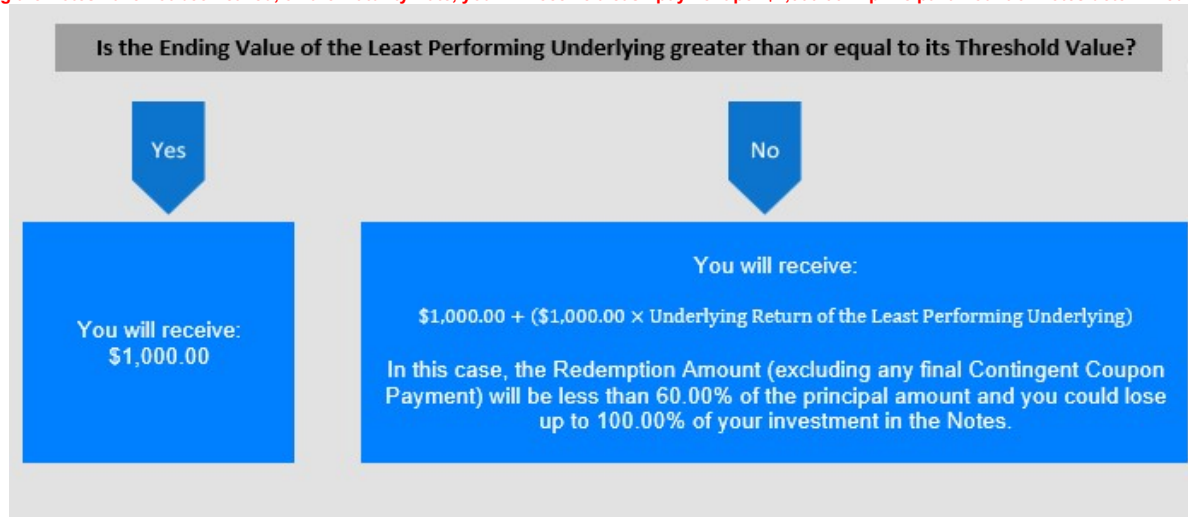 Is the Ending Value of the Least Performing Underlying greater than or equal to its Threshold Value?
Yes
No
You will receive:
$1,000.00
You will receive:
$1,000.00 + ($1,000.00 × Underlying Return of the Least Performing Underlying)
In this case, the Redemption Amount (excluding any final Contingent Coupon
Payment) will be less than 60.00% of the principal amount and you could lose
up to 100.00% of your investment in the Notes.